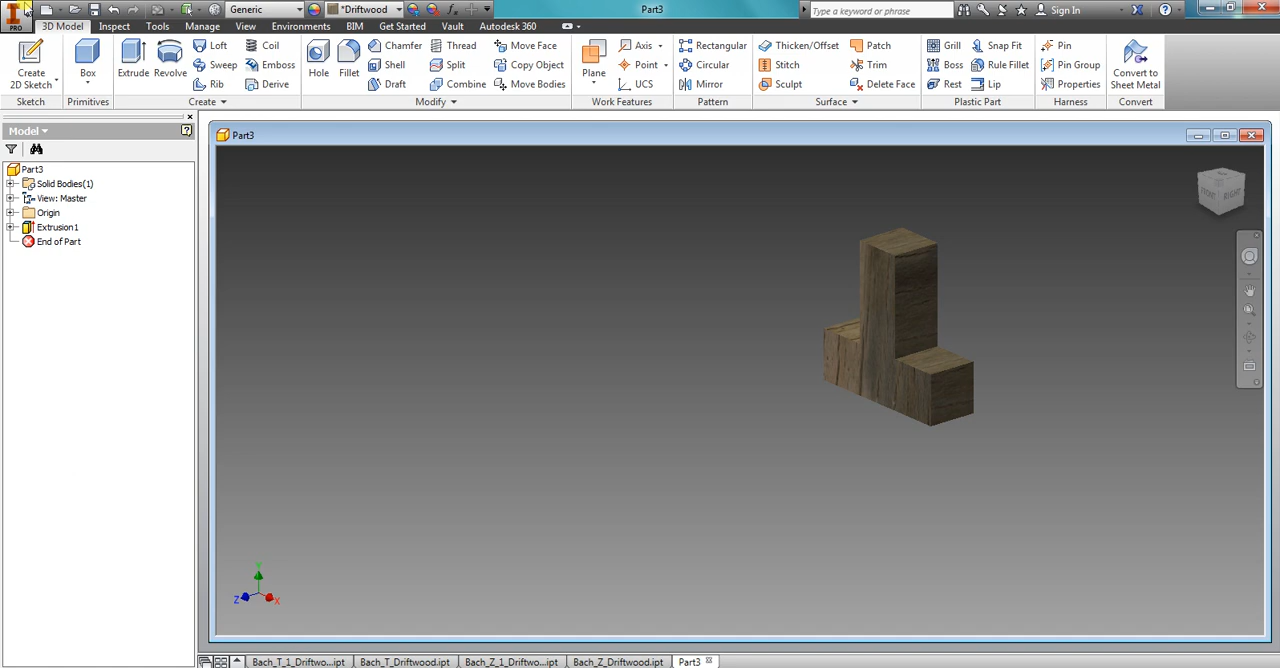 Generic *Driftwood Part3 Type a keyword or phrase Sign In
PRO 3D Model Inspect Tools Manage View Environments BIM Get Started Vault Autodesk 360
Create 2D Sketch Box Extrude Revolve Loft Coil Hole Fillet Chamfer Thread Move Face Plane Axis Rectangular Thicken/Offset Patch Grill Snap Fit Pin Convert to Sheet Metal
Sweep Emboss Shell Split Copy Object Point Circular Stitch Trim Boss Rule Fillet Pin Group
Rib Derive Draft Combine Move Bodies UCS Mirror Sculpt Delete Face Rest Lip Properties
Sketch Primitives Create Modify Work Features Pattern Surface Plastic Part Harness Convert
Model
Part3
Part3
Solid Bodies(1)
View: Master
Origin
Extrusion1
End of Part
FRONT RIGHT
Y
Z X
Bach_T_1_Driftwo...ipt Bach_T_Driftwood.ipt Bach_Z_1_Driftwo...ipt Bach_Z_Driftwood.ipt Part3